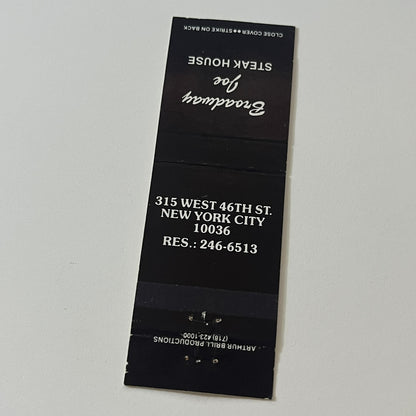 CLOSE COVER●●STRIKE ON BACK
Broadway
Joe
STEAK HOUSE
315 WEST 46TH ST.
NEW YORK CITY
10036
RES.: 246-6513
ARTHUR BRILL PRODUCTIONS
(718) 423-1000